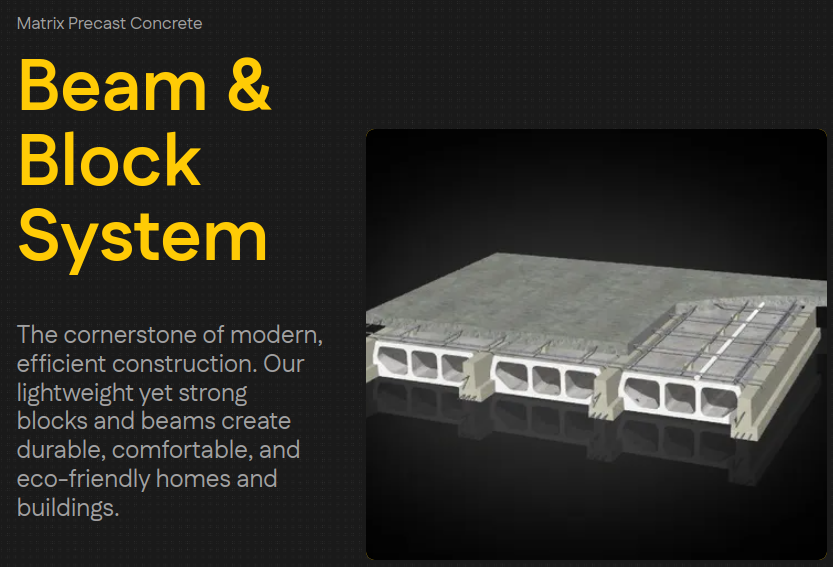 Matrix Precast Concrete
Beam &
Block
System
The cornerstone of modern,
efficient construction. Our
lightweight yet strong
blocks and beams create
durable, comfortable, and
eco-friendly homes and
buildings.